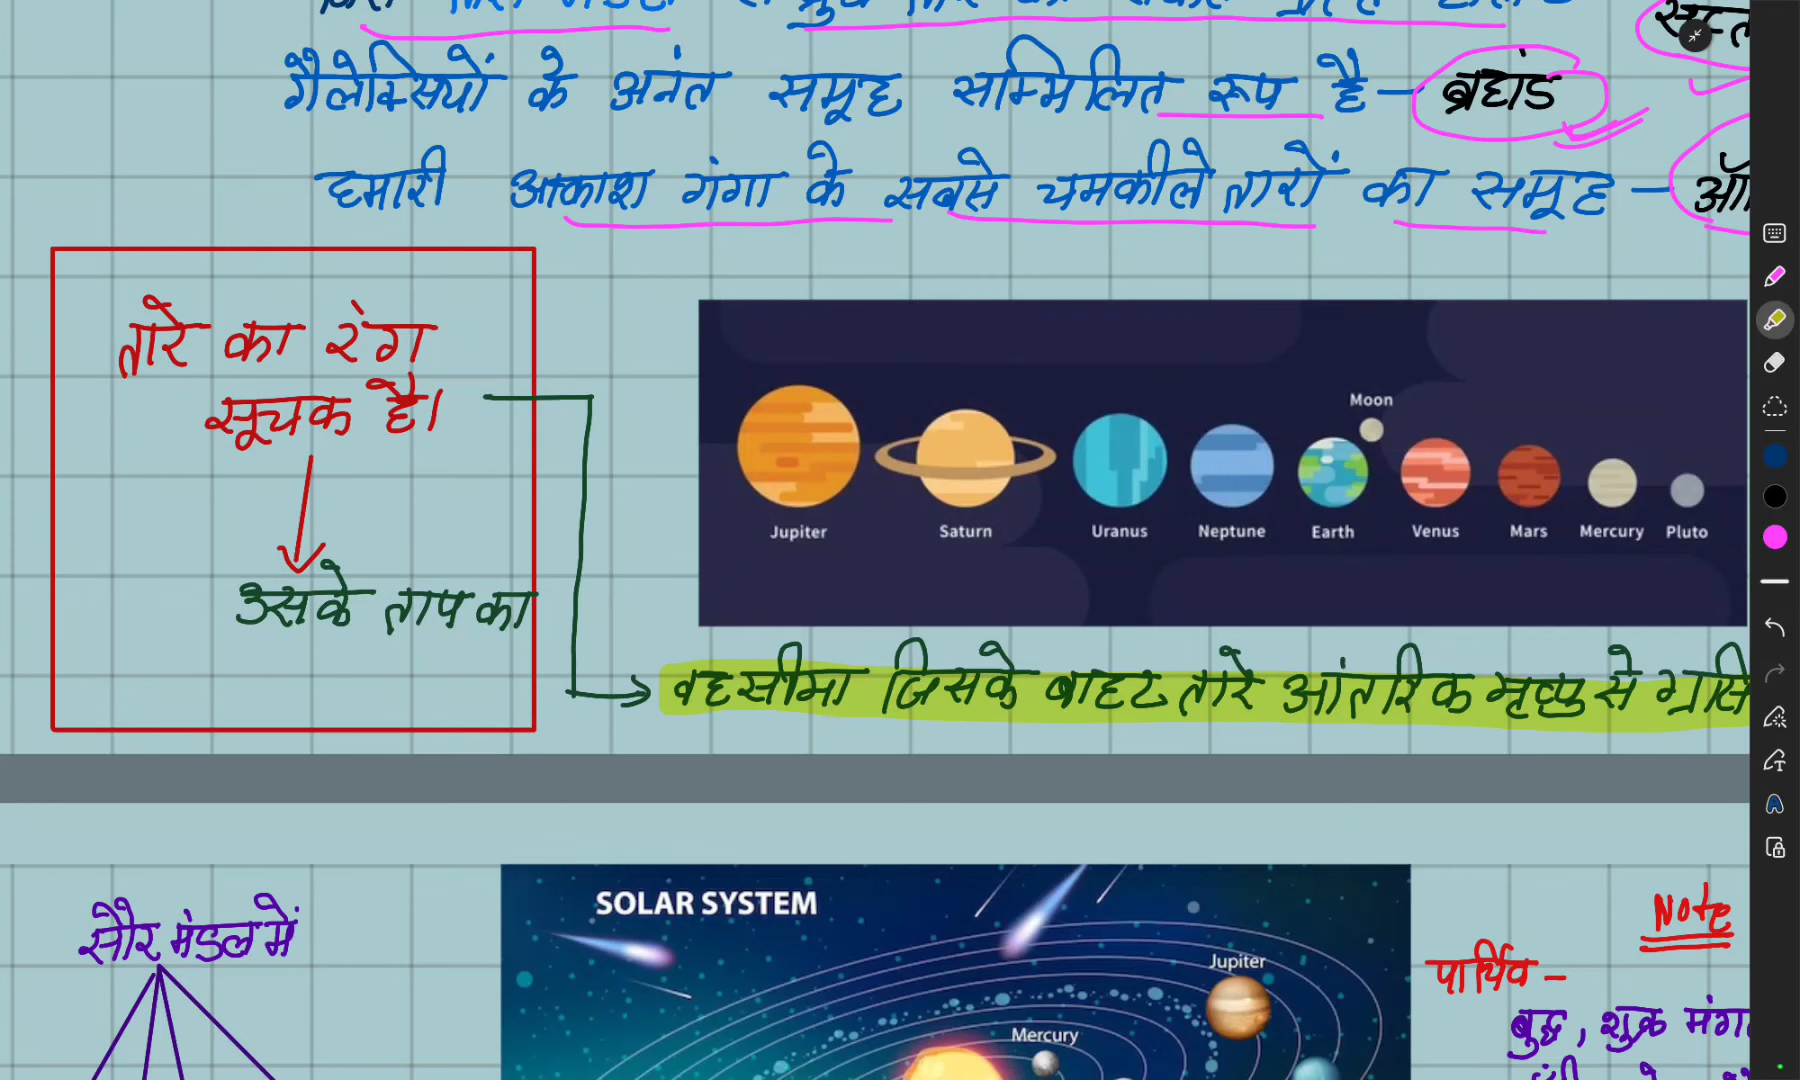 गैलेक्सियों के अनंत समूह सम्मिलित रूप है - ब्रह्मांड
हमारी आकाश गंगा के सबसे चमकीले तारों का समूह -
तारे का रंग
सूचक है।
उसके ताप का
Moon
Jupiter Saturn Uranus Neptune Earth Venus Mars Mercury Pluto
वह सीमा जिसके बाहर तारे आंतरिक मृत्यु से
SOLAR SYSTEM
Jupiter
Mercury
सौर मंडल में
Note
पार्थिव -
बुद्ध, शुक्र